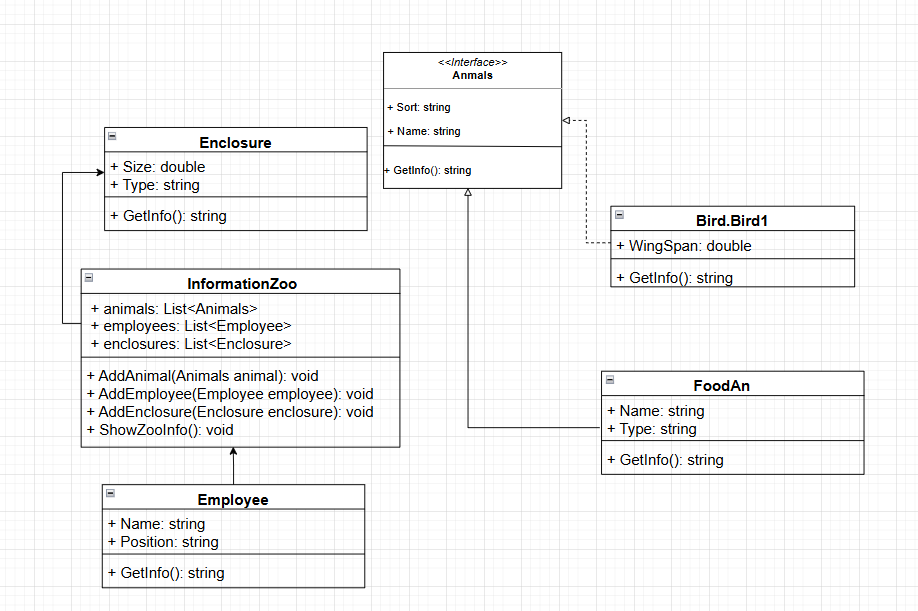 <<Interface>>
Anmals
+ Sort: string
+ Name: string
+ GetInfo(): string
Enclosure
+ Size: double
+ Type: string
+ GetInfo(): string
Bird.Bird1
+ WingSpan: double
+ GetInfo(): string
InformationZoo
+ animals: List<Animals>
+ employees: List<Employee>
+ enclosures: List<Enclosure>
+ AddAnimal(Animals animal): void
+ AddEmployee(Employee employee): void
+ AddEnclosure(Enclosure enclosure): void
+ ShowZooInfo(): void
FoodAn
+ Name: string
+ Type: string
+ GetInfo(): string
Employee
+ Name: string
+ Position: string
+ GetInfo(): string